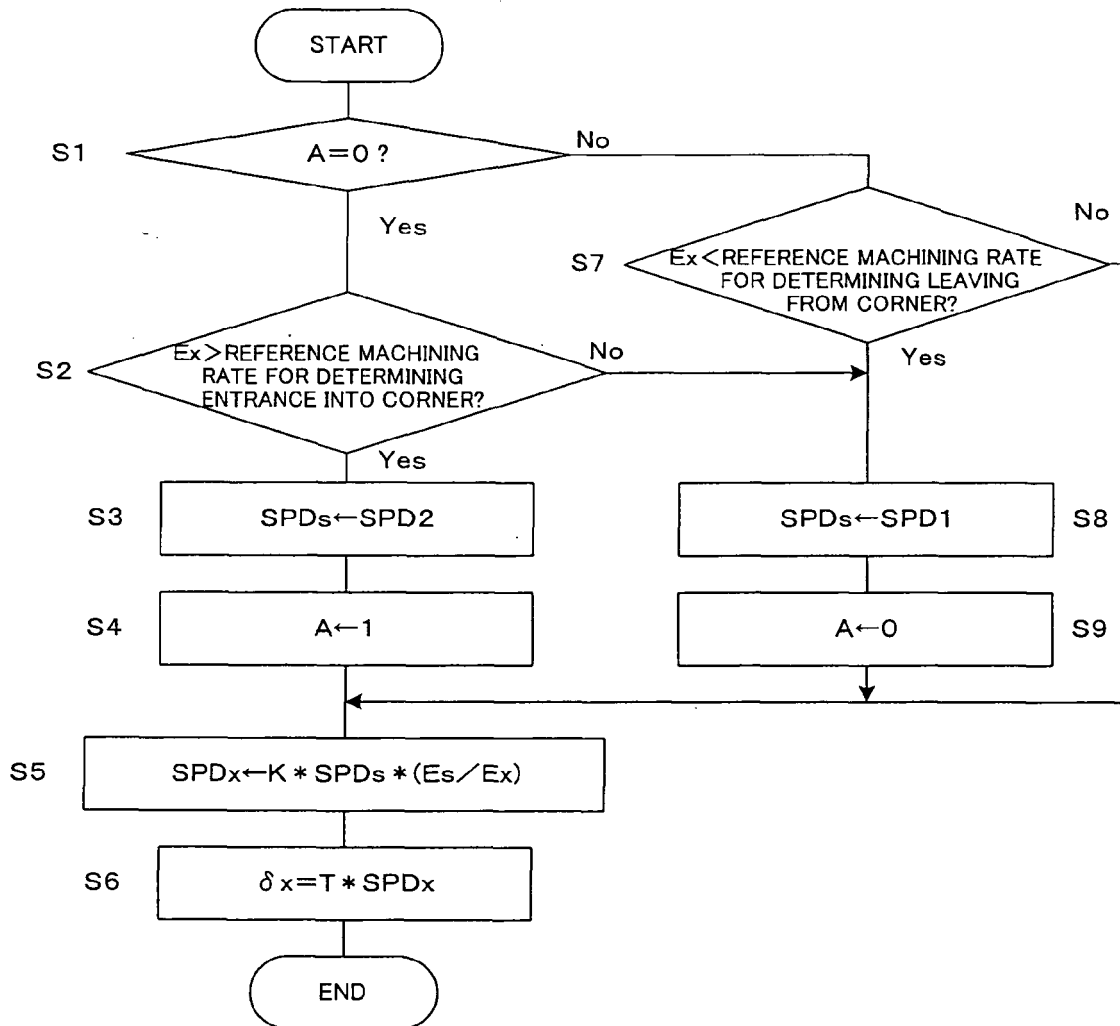 START
S1
A=0?
No
Yes
No
S7
Ex<REFERENCE MACHINING RATE
FOR DETERMINING LEAVING
FROM CORNER?
Yes
S2
Ex>REFERENCE MACHINING
RATE FOR DETERMINING
ENTRANCE INTO CORNER?
No
Yes
S3
SPDs←SPD2
SPDs←SPD1
S8
S4
A←1
A←0
S9
S5
SPDx←K*SPDs*(Es/Ex)
S6
δx=T*SPDx
END